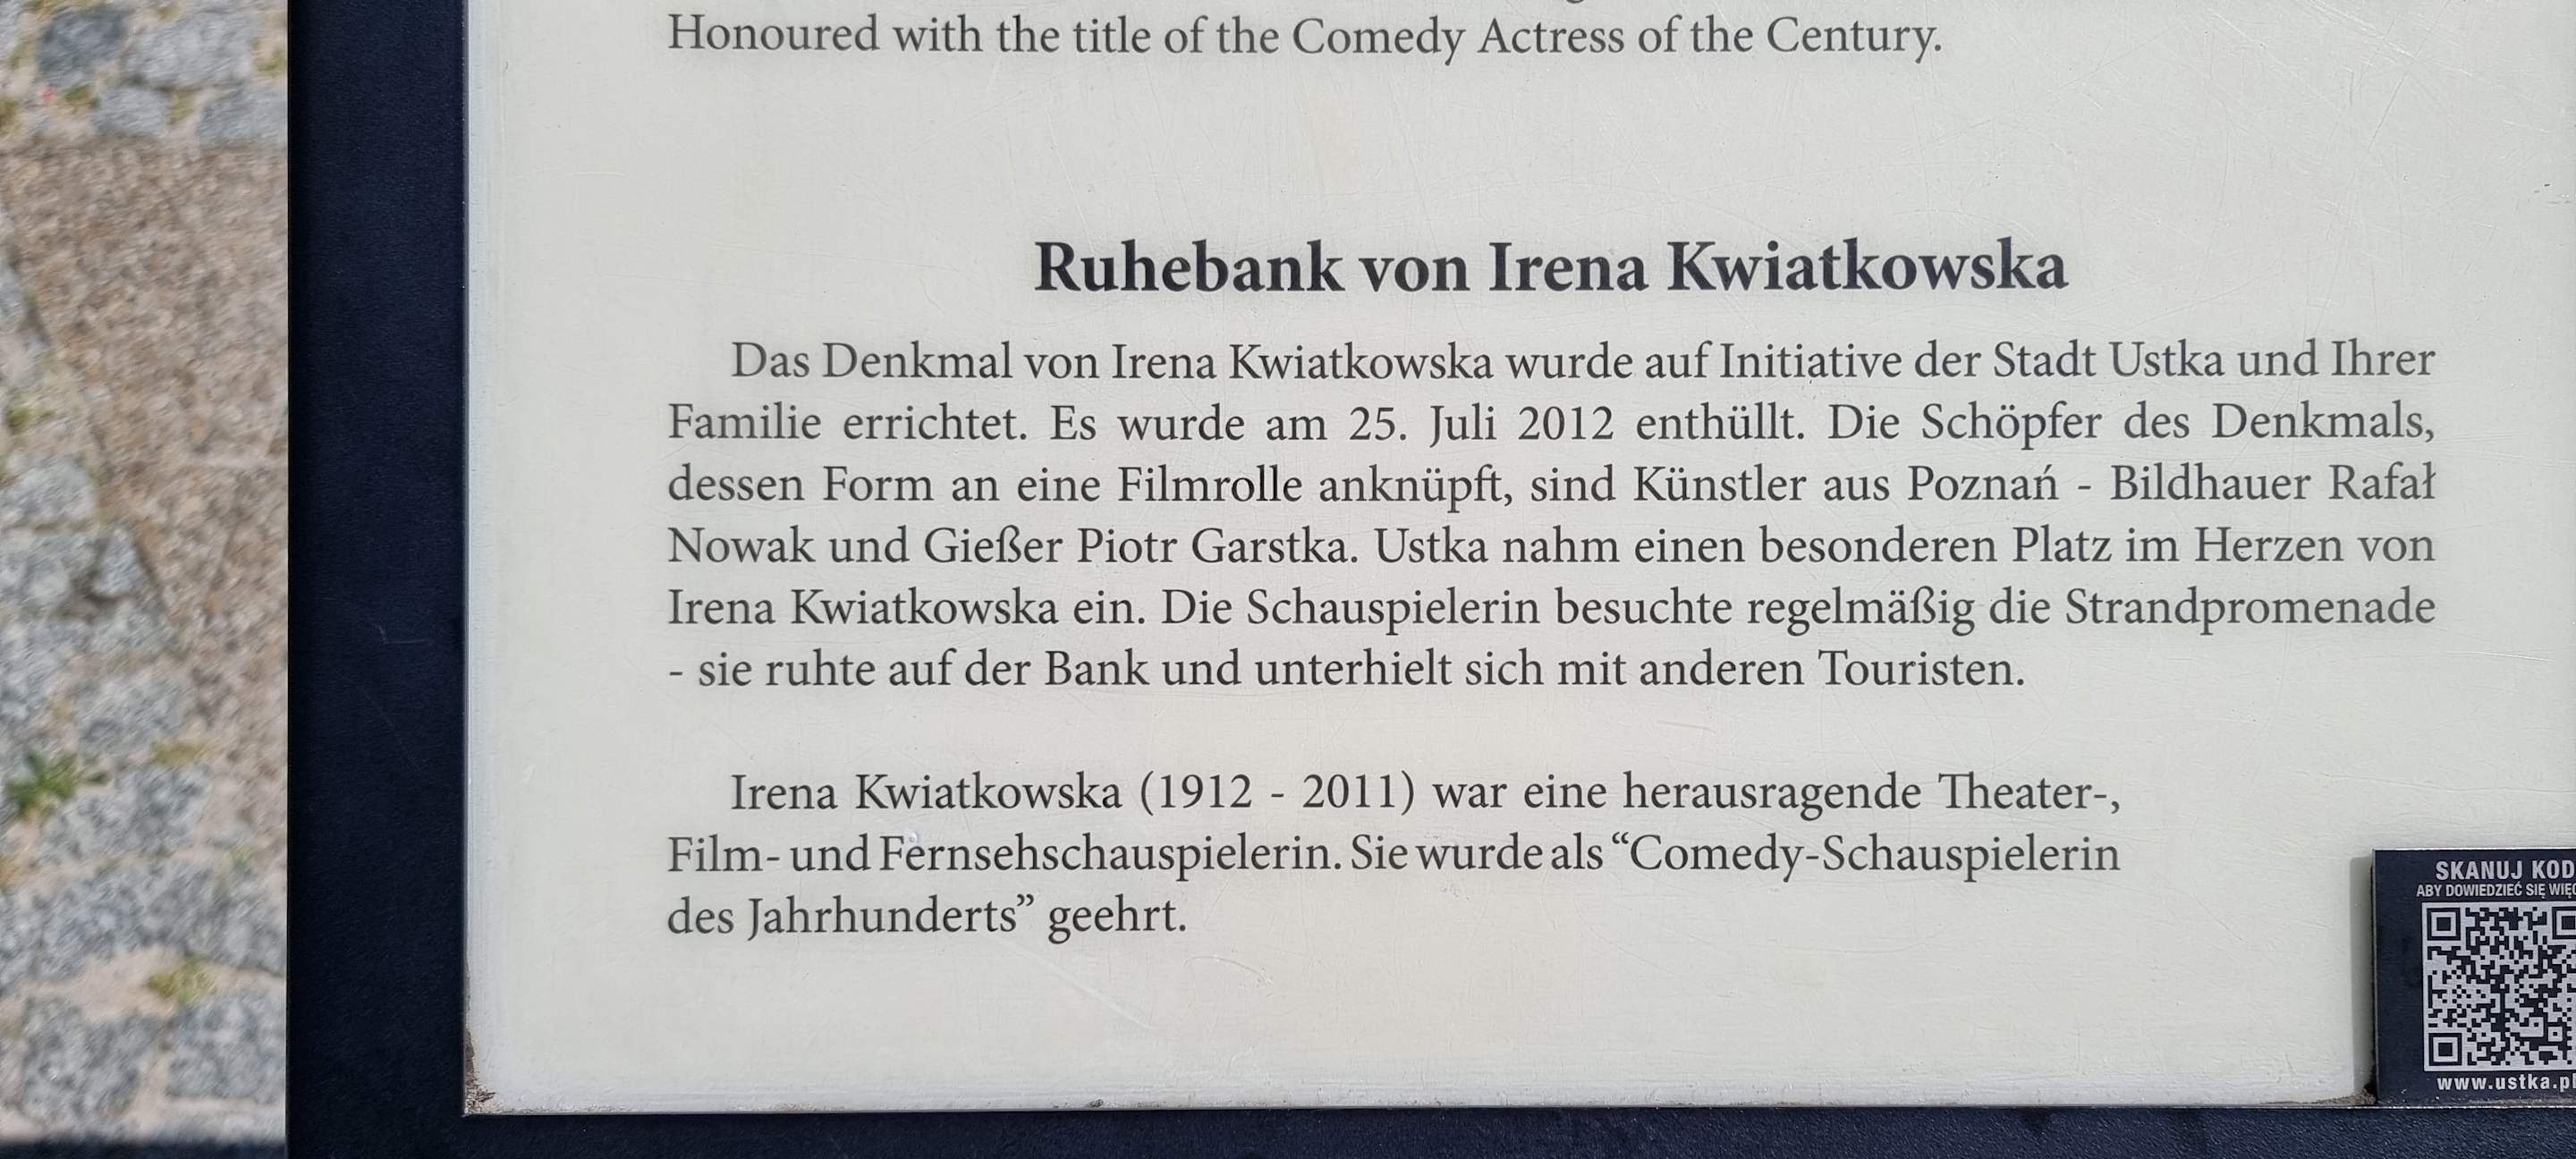 Honoured with the title of the Comedy Actress of the Century.
Ruhebank von Irena Kwiatkowska
Das Denkmal von Irena Kwiatkowska wurde auf Initiative der Stadt Ustka und Ihrer
Familie errichtet. Es wurde am 25. Juli 2012 enthüllt. Die Schöpfer des Denkmals,
dessen Form an eine Filmrolle anknüpft, sind Künstler aus Poznań - Bildhauer Rafał
Nowak und Gießer Piotr Garstka. Ustka nahm einen besonderen Platz im Herzen von
Irena Kwiatkowska ein. Die Schauspielerin besuchte regelmäßig die Strandpromenade
- sie ruhte auf der Bank und unterhielt sich mit anderen Touristen.
Irena Kwiatkowska (1912 - 2011) war eine herausragende Theater-,
Film- und Fernsehschauspielerin. Sie wurde als “Comedy-Schauspielerin
des Jahrhunderts” geehrt.
SKANUJ KOD
ABY DOWIEDZIEĆ SIĘ
www.ustka.pl